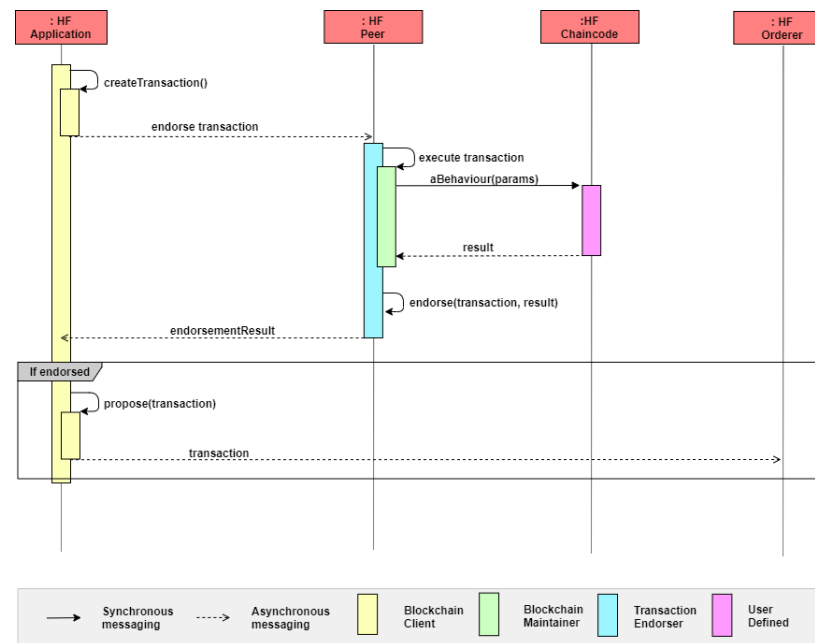 : HF
Application
: HF
Peer
:HF
Chaincode
: HF
Orderer
createTransaction()
endorse transaction
execute transaction
aBehaviour(params)
result
endorse(transaction, result)
endorsementResult
If endorsed
propose(transaction)
transaction
Synchronous
messaging
Asynchronous
messaging
Blockchain
Client
Blockchain
Maintainer
Transaction
Endorser
User
Defined